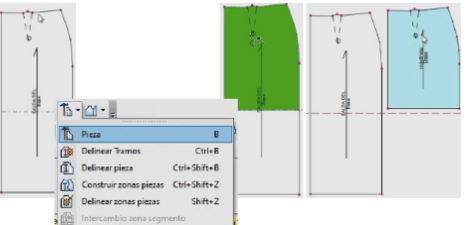 Pieza B
Delinear Tramos Ctrl+B
Delinear pieza Ctrl+Shift+B
Construir zonas piezas Ctrl+Shift+Z
Delinear zonas piezas Shift+Z
Intercambio zona segmento